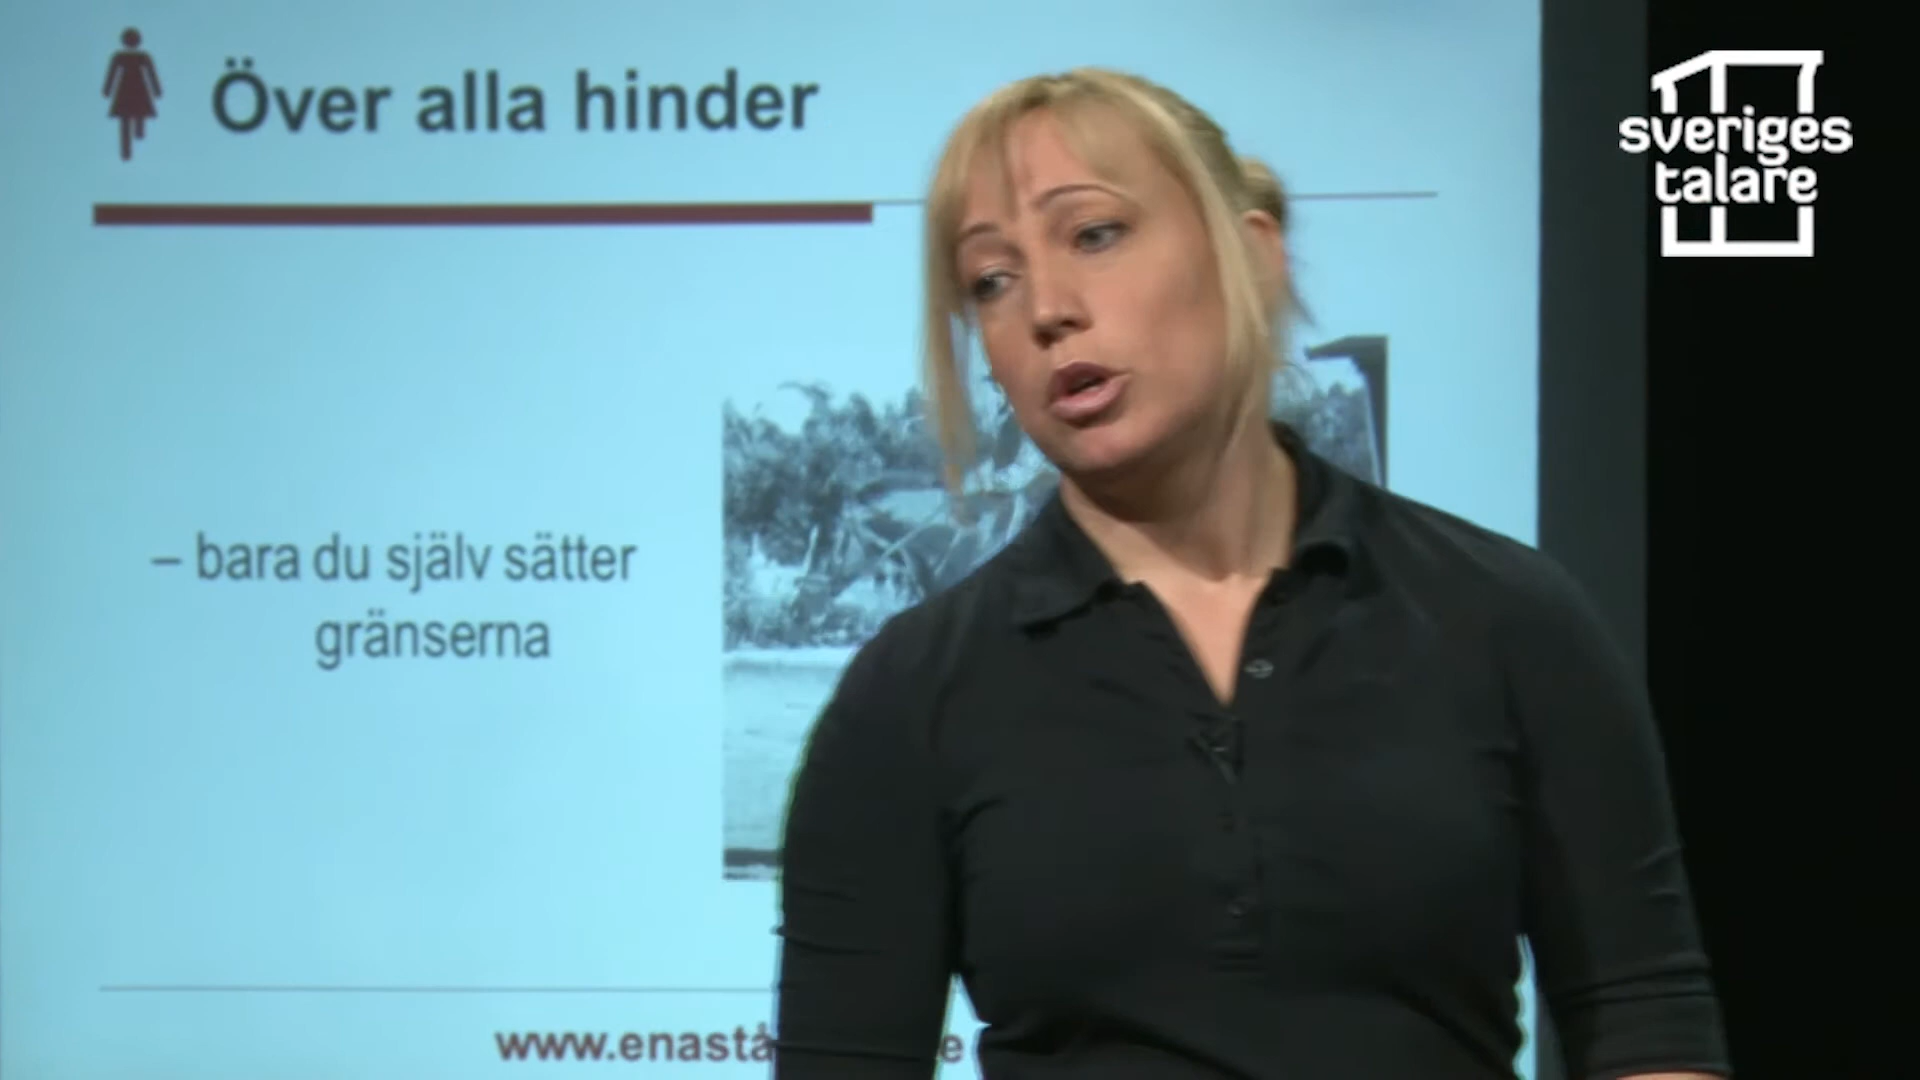 Över alla hinder
sveriges
talare
– bara du själv sätter
gränserna
www.enastå
e